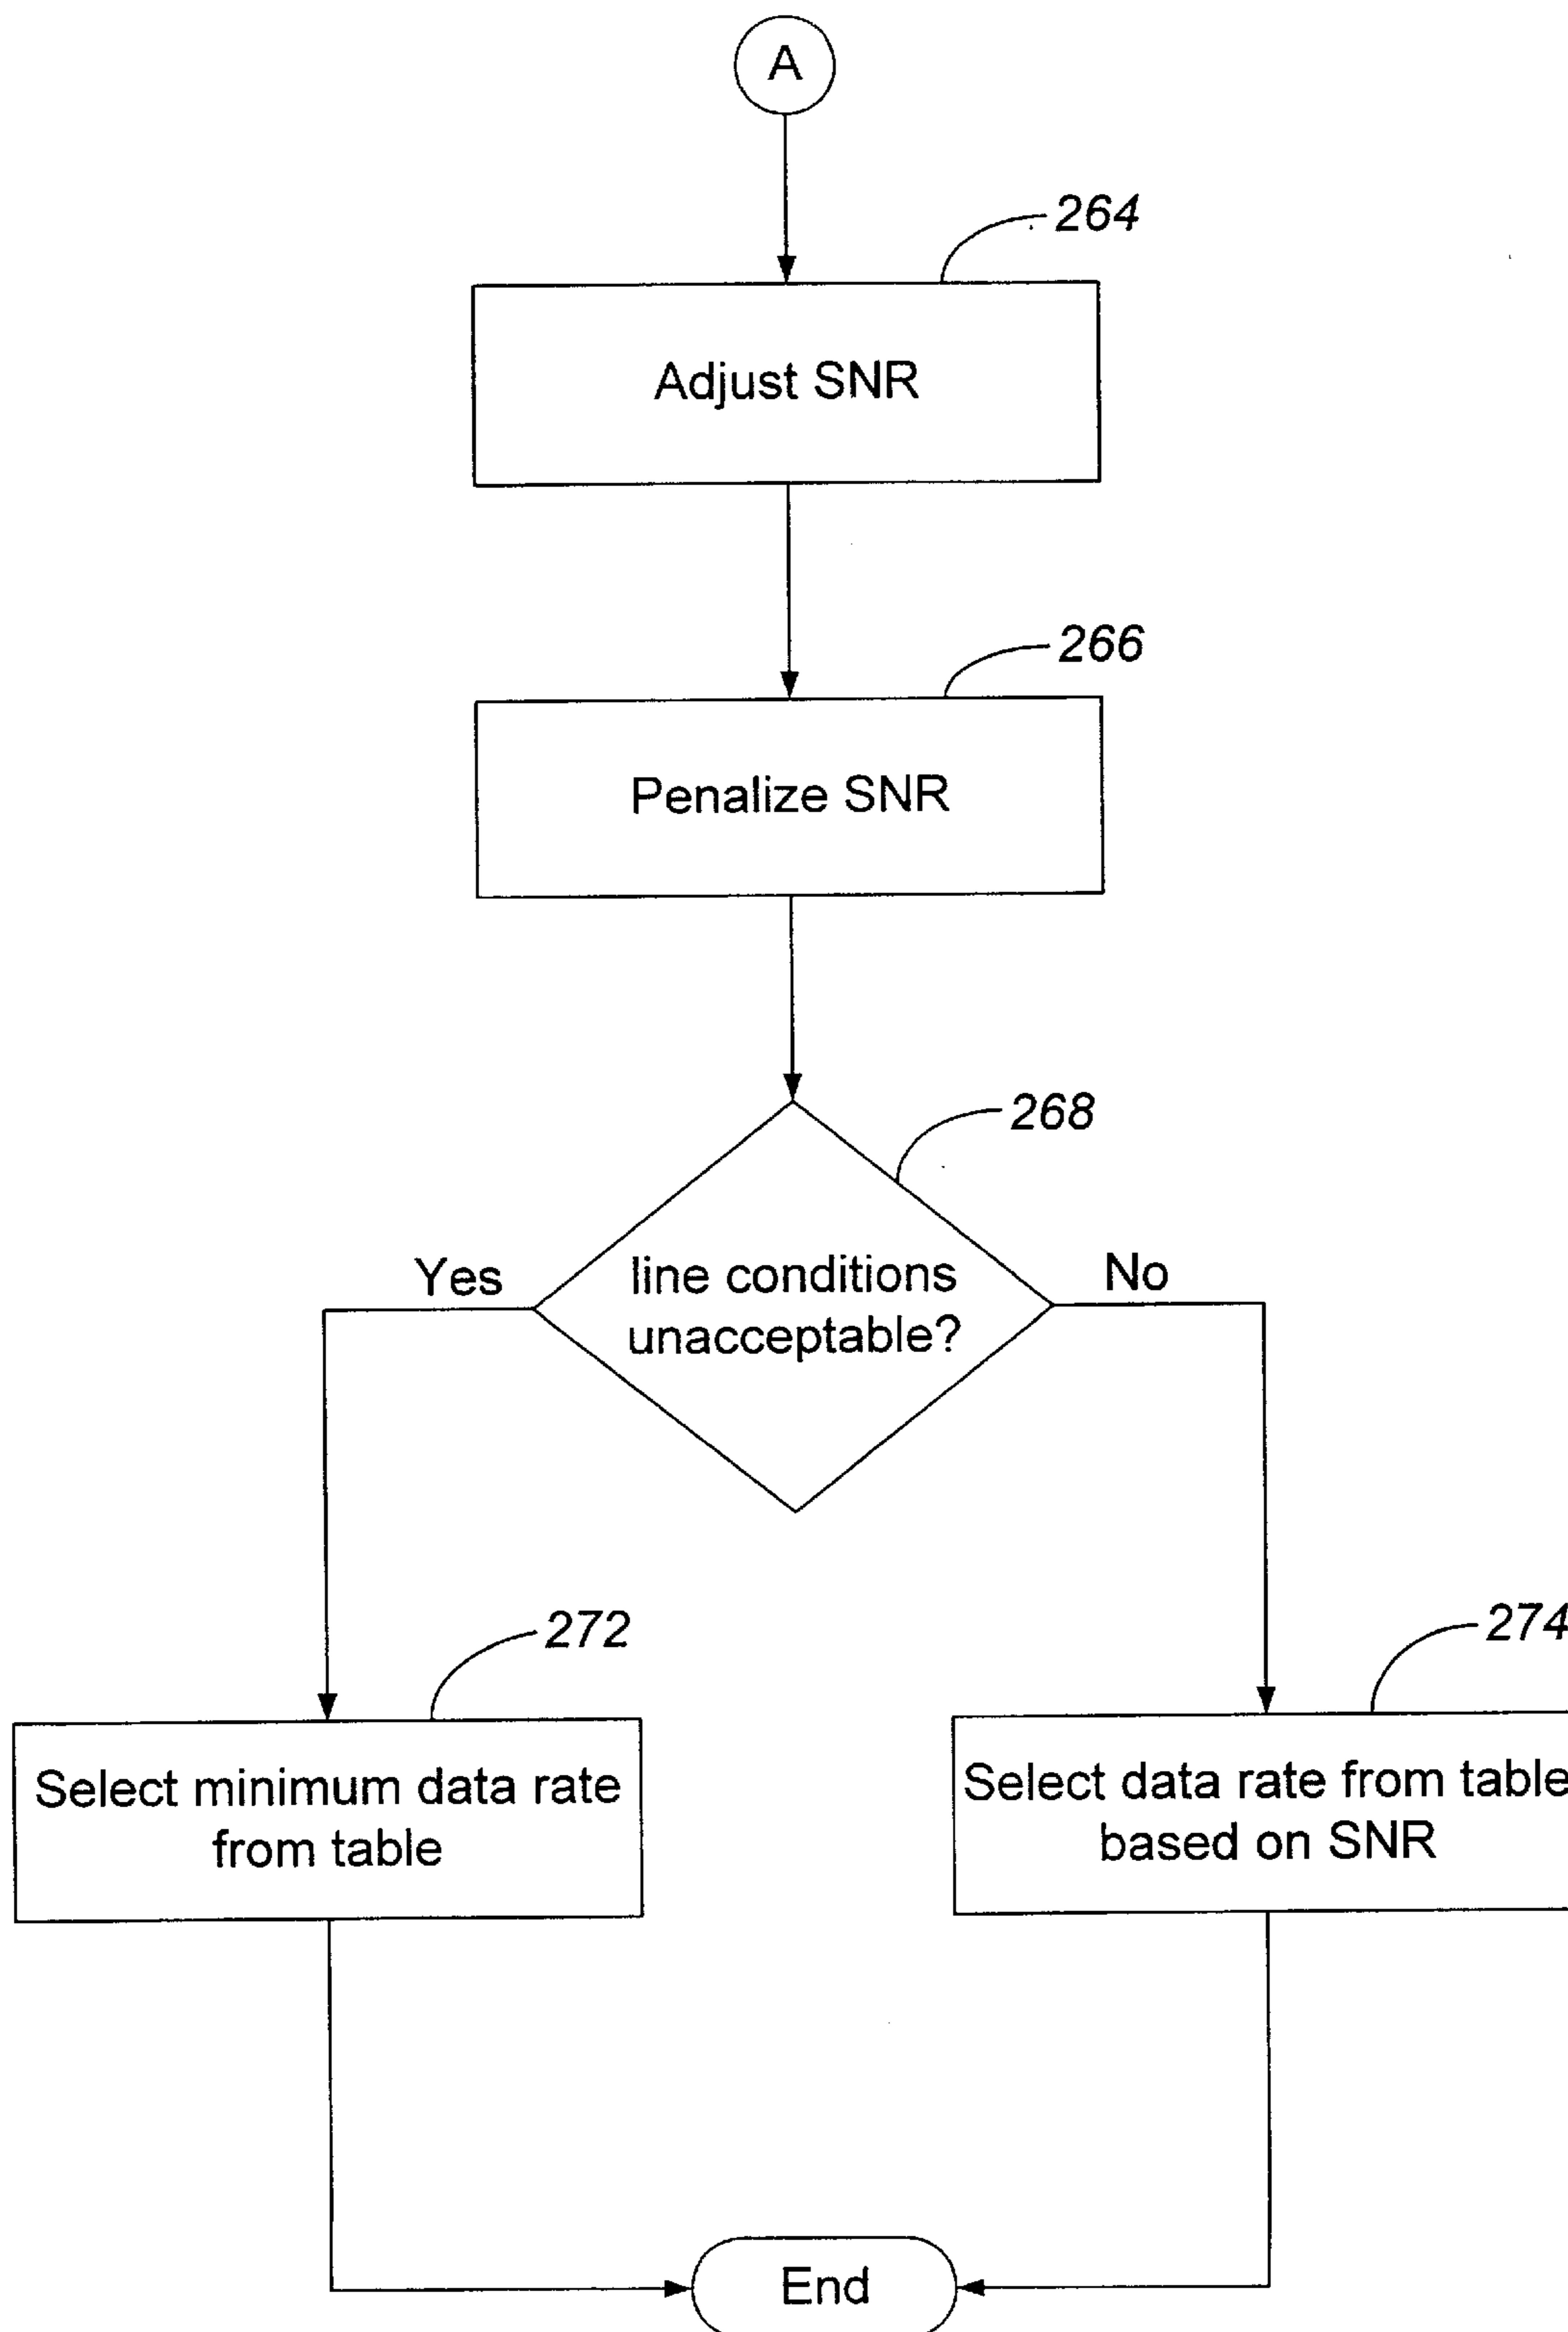 A
264
Adjust SNR
266
Penalize SNR
268
Yes
line conditions
unacceptable?
No
272
274
Select minimum data rate
from table
Select data rate from table
based on SNR
End